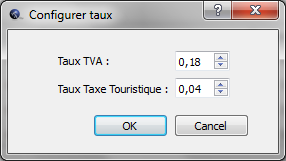 Configurer taux
?
Taux TVA :
0,18
Taux Taxe Touristique :
0,04
OK
Cancel